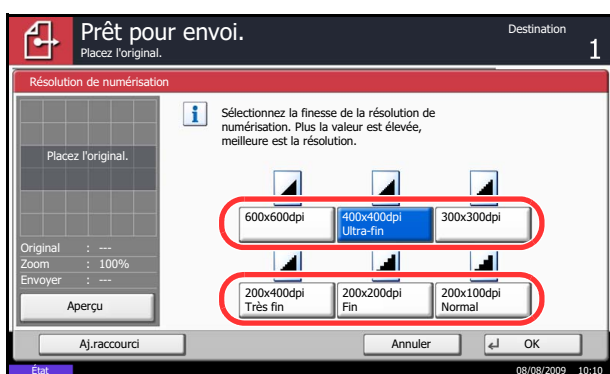 Prêt pour envoi.
Placez l'original.
Destination
1
Résolution de numérisation
Placez l'original.
Original : ---
Zoom : 100%
Envoyer : ---
Aperçu
Sélectionnez la finesse de la résolution de
numérisation. Plus la valeur est élevée,
meilleure est la résolution.
600x600dpi
400x400dpi
Ultra-fin
300x300dpi
200x400dpi
Très fin
200x200dpi
Fin
200x100dpi
Normal
Aj.raccourci
Annuler
OK
État
08/08/2009 10:10